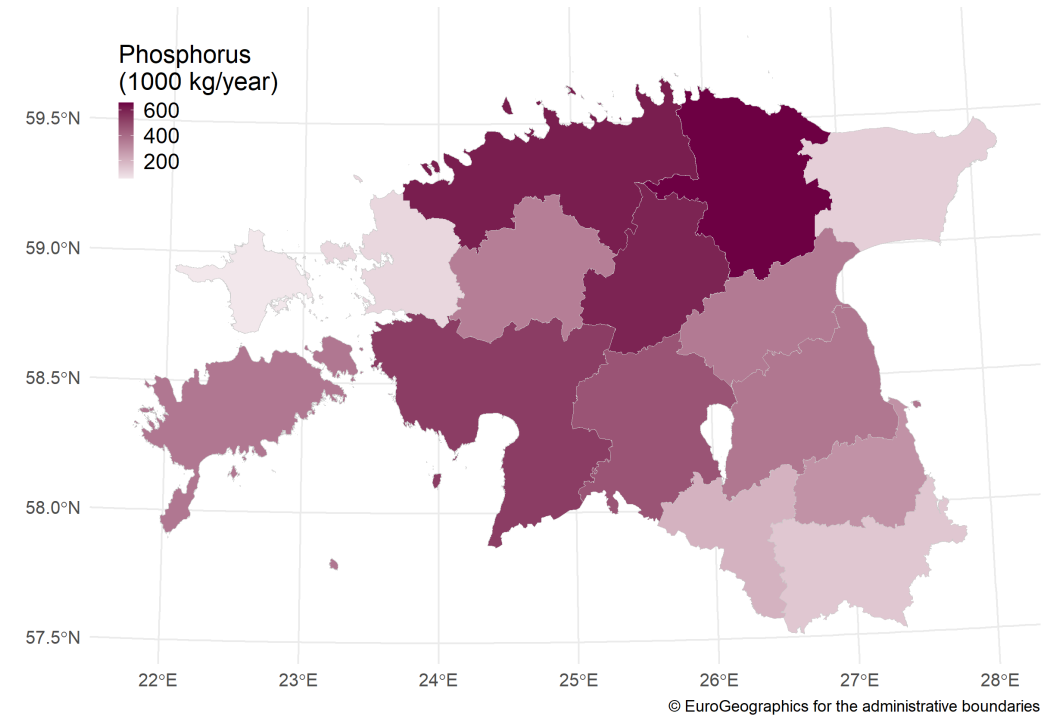 Phosphorus
(1000 kg/year)
600
400
200
59.5°N
59.0°N
58.5°N
58.0°N
57.5°N
22°E 23°E 24°E 25°E 26°E 27°E 28°E
© EuroGeographics for the administrative boundaries